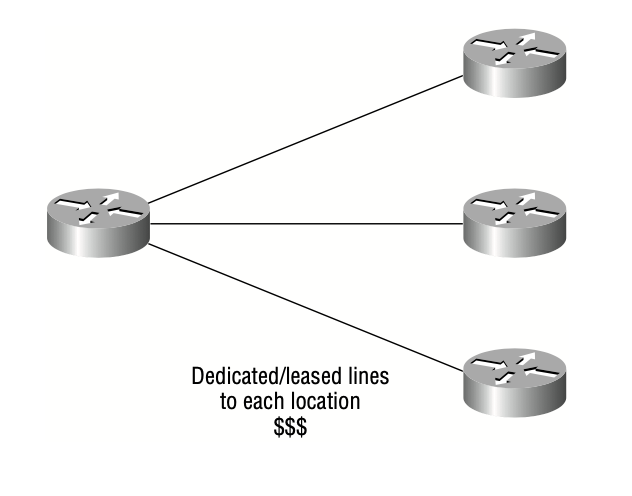 Dedicated/leased lines
to each location
$$$